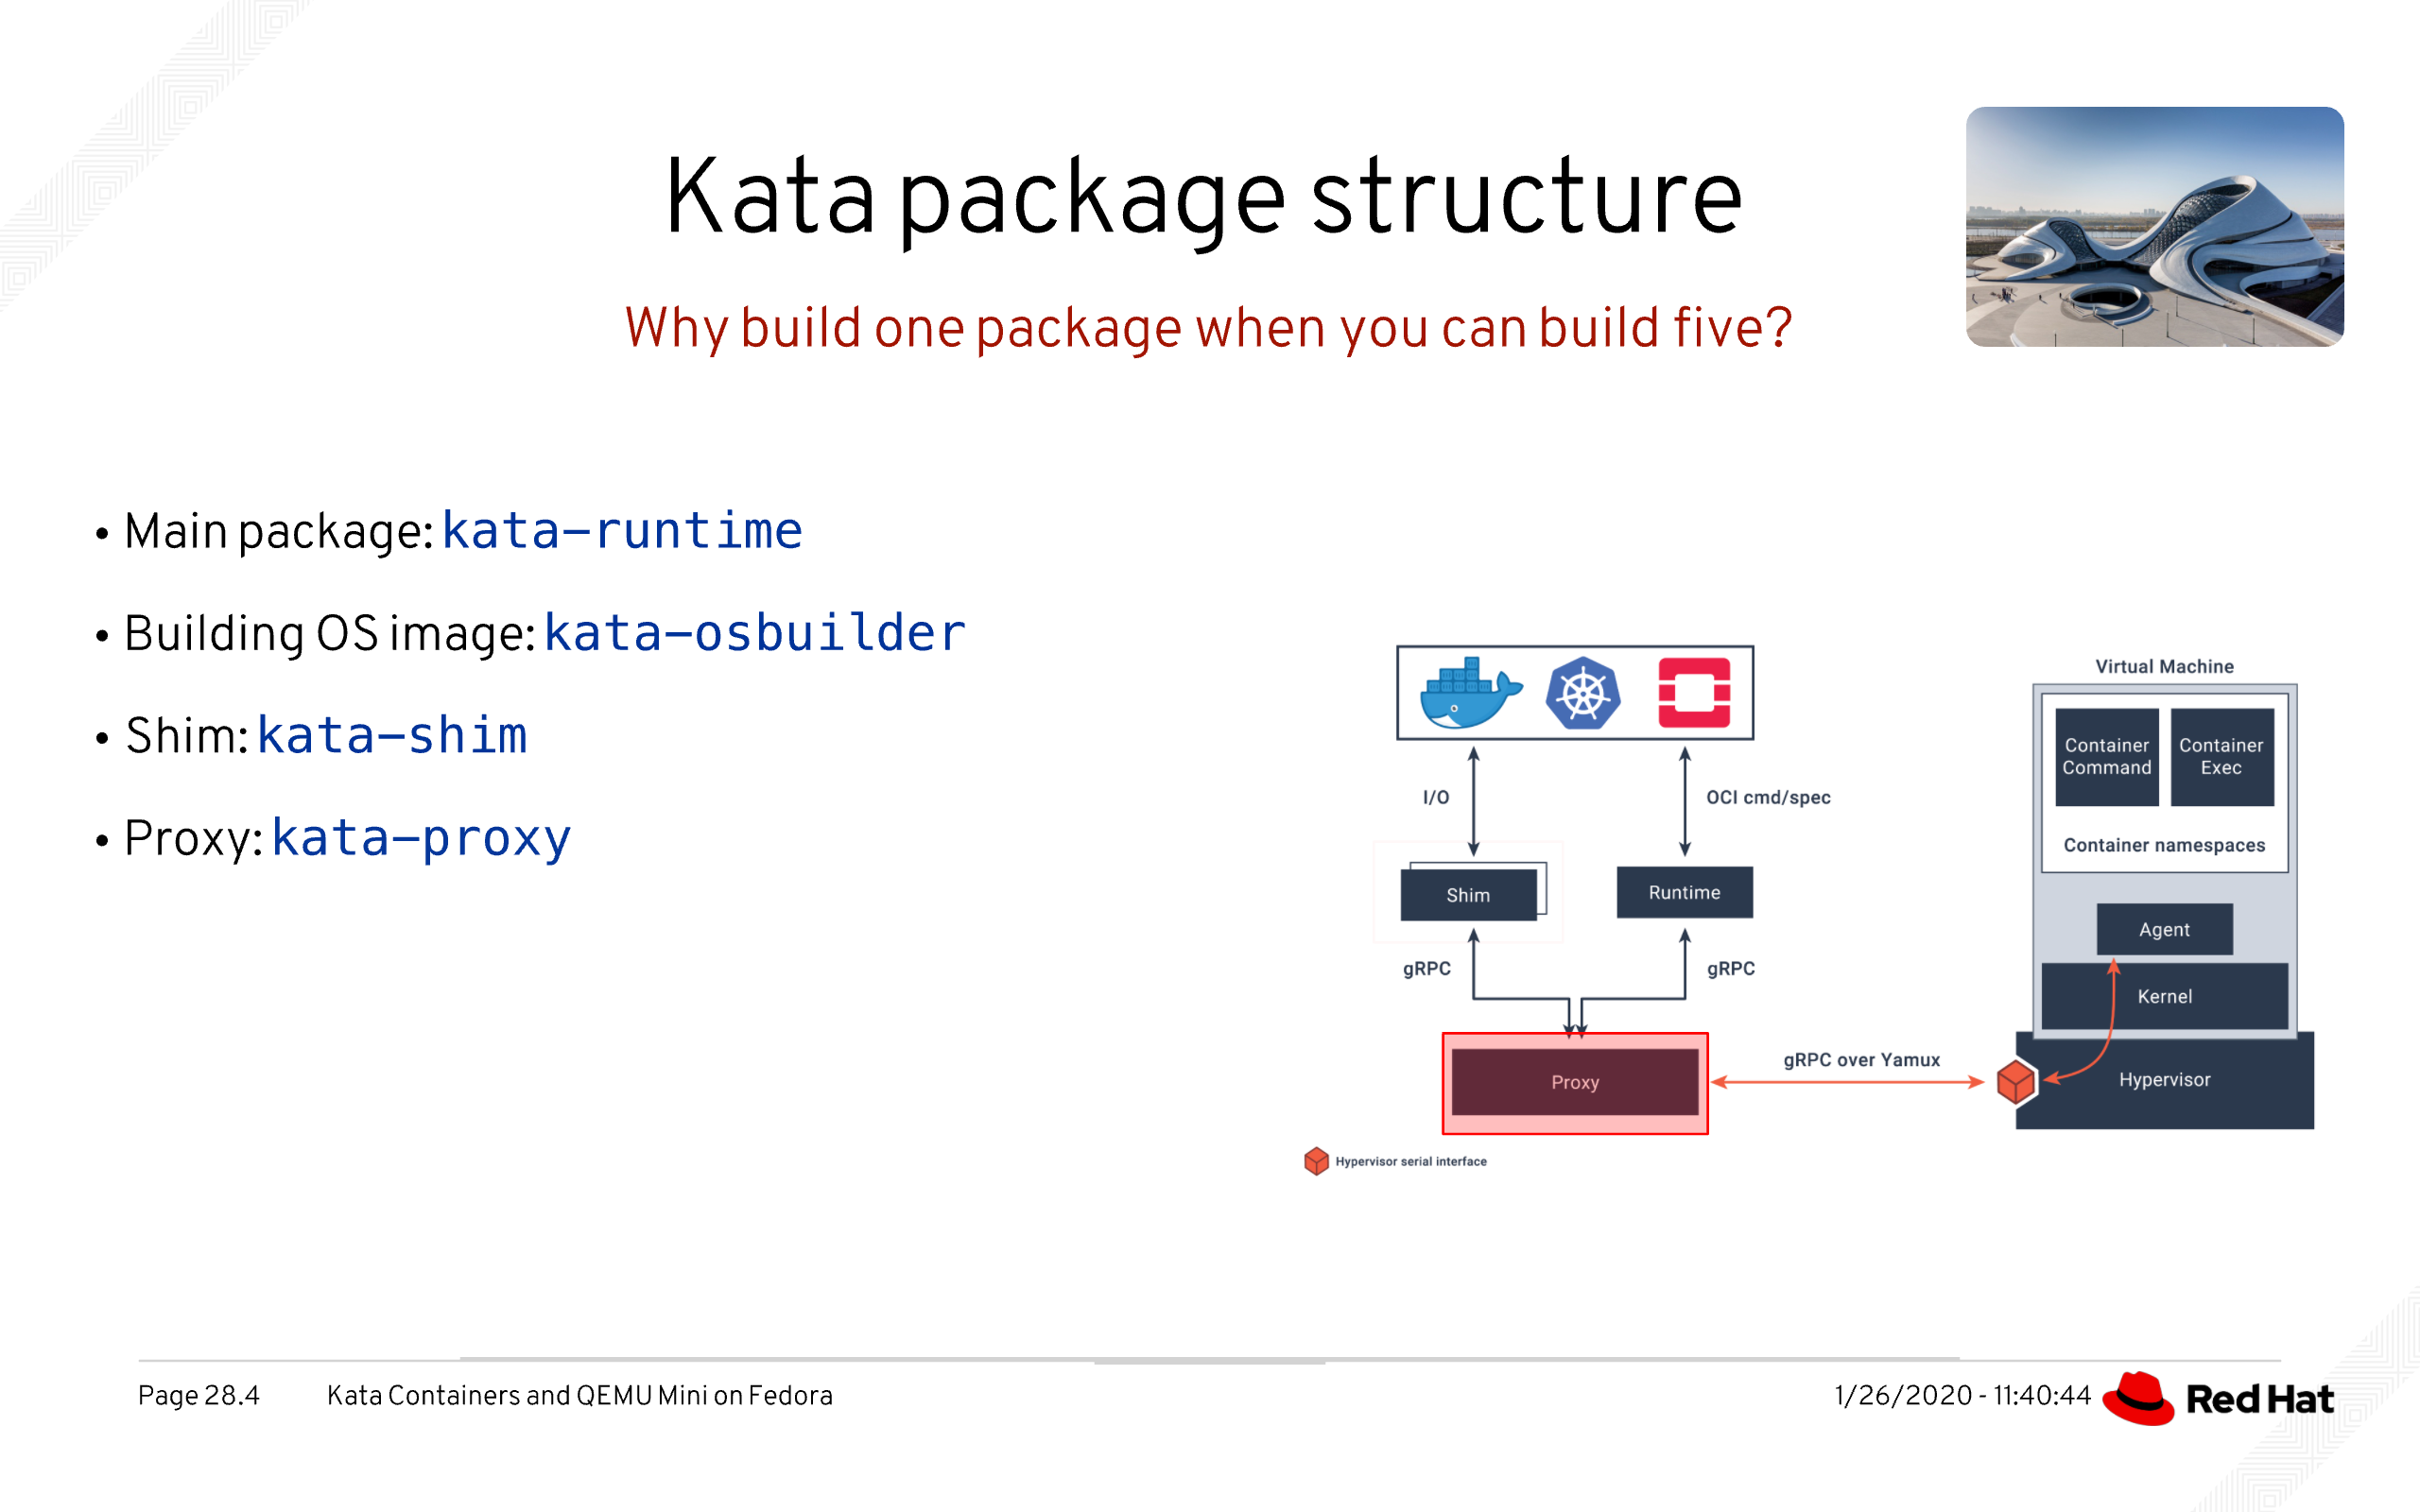 Kata package structure
Why build one package when you can build five?
• Main package: kata-runtime
• Building OS image: kata-osbuilder
• Shim: kata-shim
• Proxy: kata-proxy
I/O
OCI cmd/spec
Shim
Runtime
gRPC
gRPC
Proxy
gRPC over Yamux
Hypervisor serial interface
Virtual Machine
Container
Command
Container
Exec
Container namespaces
Agent
Kernel
Hypervisor
Page 28.4
Kata Containers and QEMU Mini on Fedora
1/26/2020 - 11:40:44
Red Hat